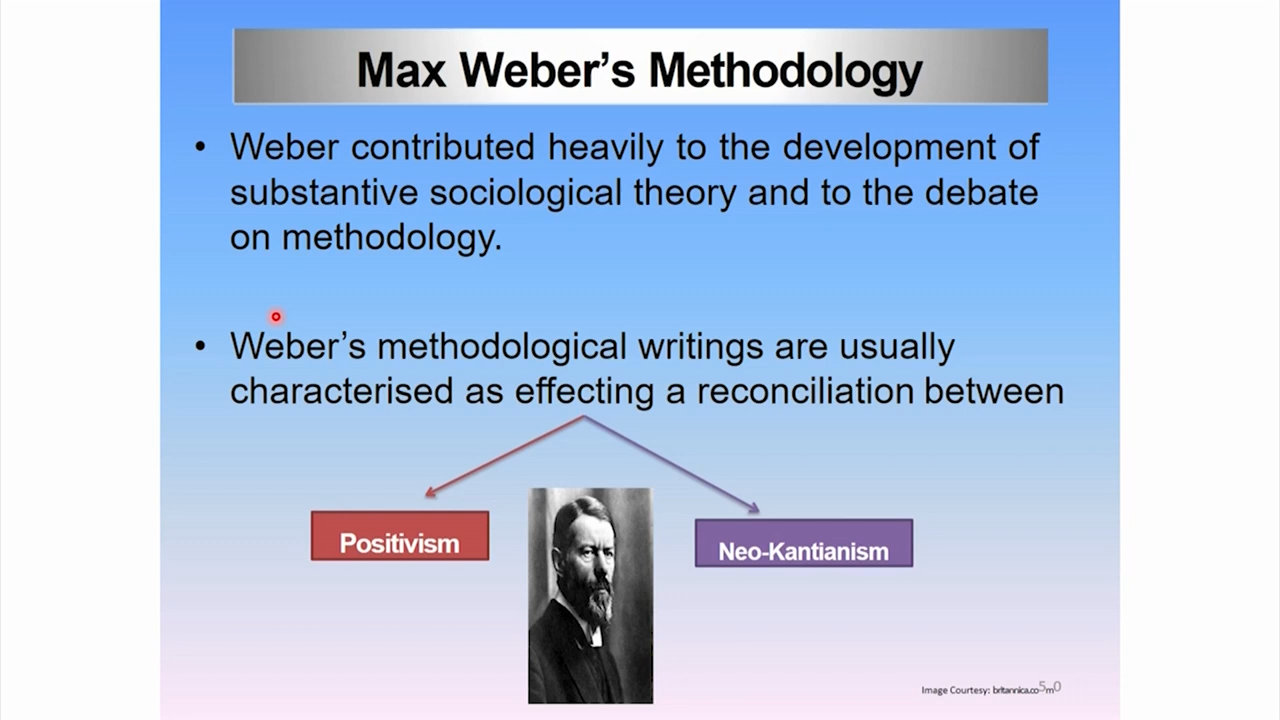 Max Weber’s Methodology
• Weber contributed heavily to the development of
substantive sociological theory and to the debate
on methodology.
• Weber’s methodological writings are usually
characterised as effecting a reconciliation between
Positivism
Neo-Kantianism
Image Courtesy: britannica.com
50